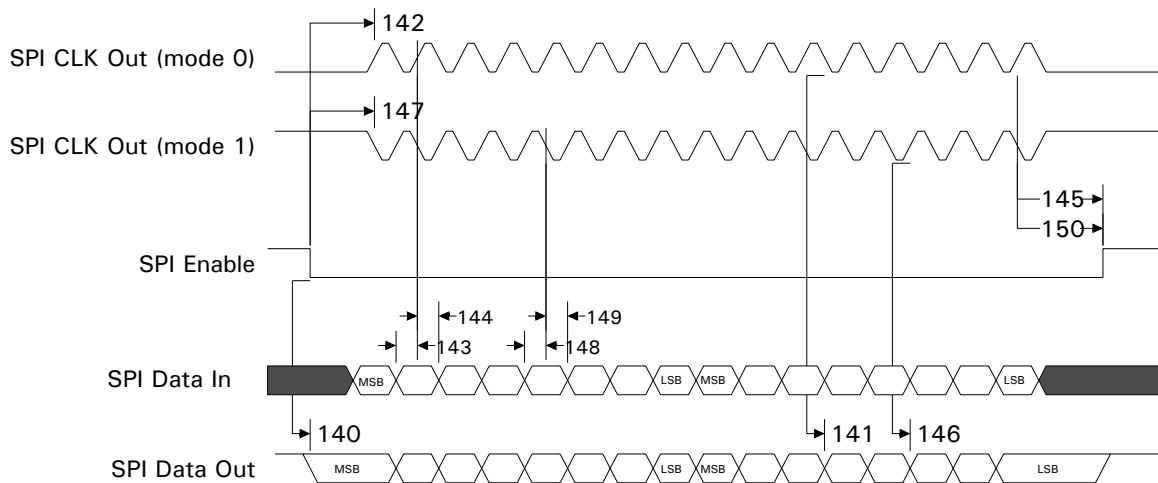 142
SPI CLK Out (mode 0)
147
SPI CLK Out (mode 1)
145
150
SPI Enable
144
149
143
148
SPI Data In
MSB
LSB
MSB
LSB
140
141
146
SPI Data Out
MSB
LSB
MSB
LSB